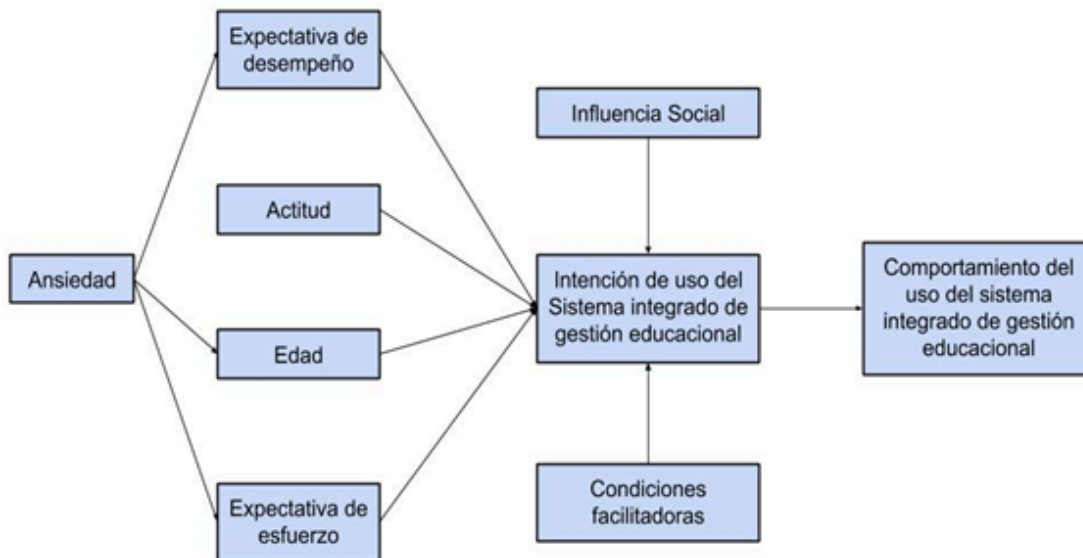 Expectativa de
desempeño
Influencia Social
Actitud
Ansiedad
Intención de uso del
Sistema integrado de
gestión educacional
Comportamiento del
uso del sistema
integrado de gestión
educacional
Edad
Expectativa de
esfuerzo
Condiciones
facilitadoras